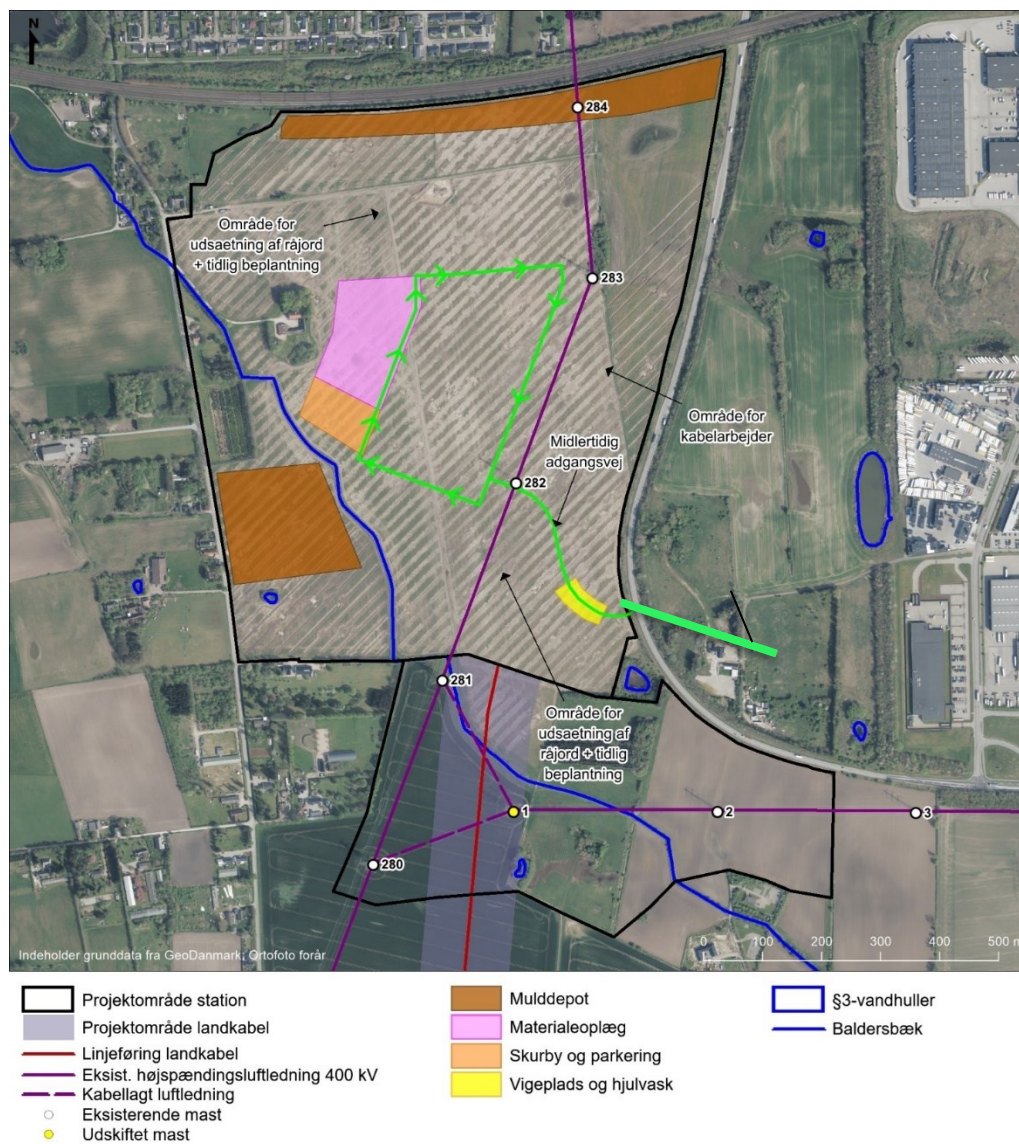 N
284
Område for
udsaetning af råjord
+ tidlig beplantning
283
Område for
kabelarbejder
Midlertidig
adgangsvej
282
281
Område for
udsaetning af
råjord + tidlig
beplantning
1
2
3
280
0 100 200 300 400 500 m
Indeholder grunddata fra GeoDanmark, Ortofoto forår
Projektområde station
Projektområde landkabel
Linjeføring landkabel
Eksist. højspændingsluftledning 400 kV
Kabellagt luftledning
Eksisterende mast
Udskiftet mast
Mulddepot
Materialeoplæg
Skurby og parkering
Vigeplads og hjulvask
§3-vandhuller
Baldersbæk